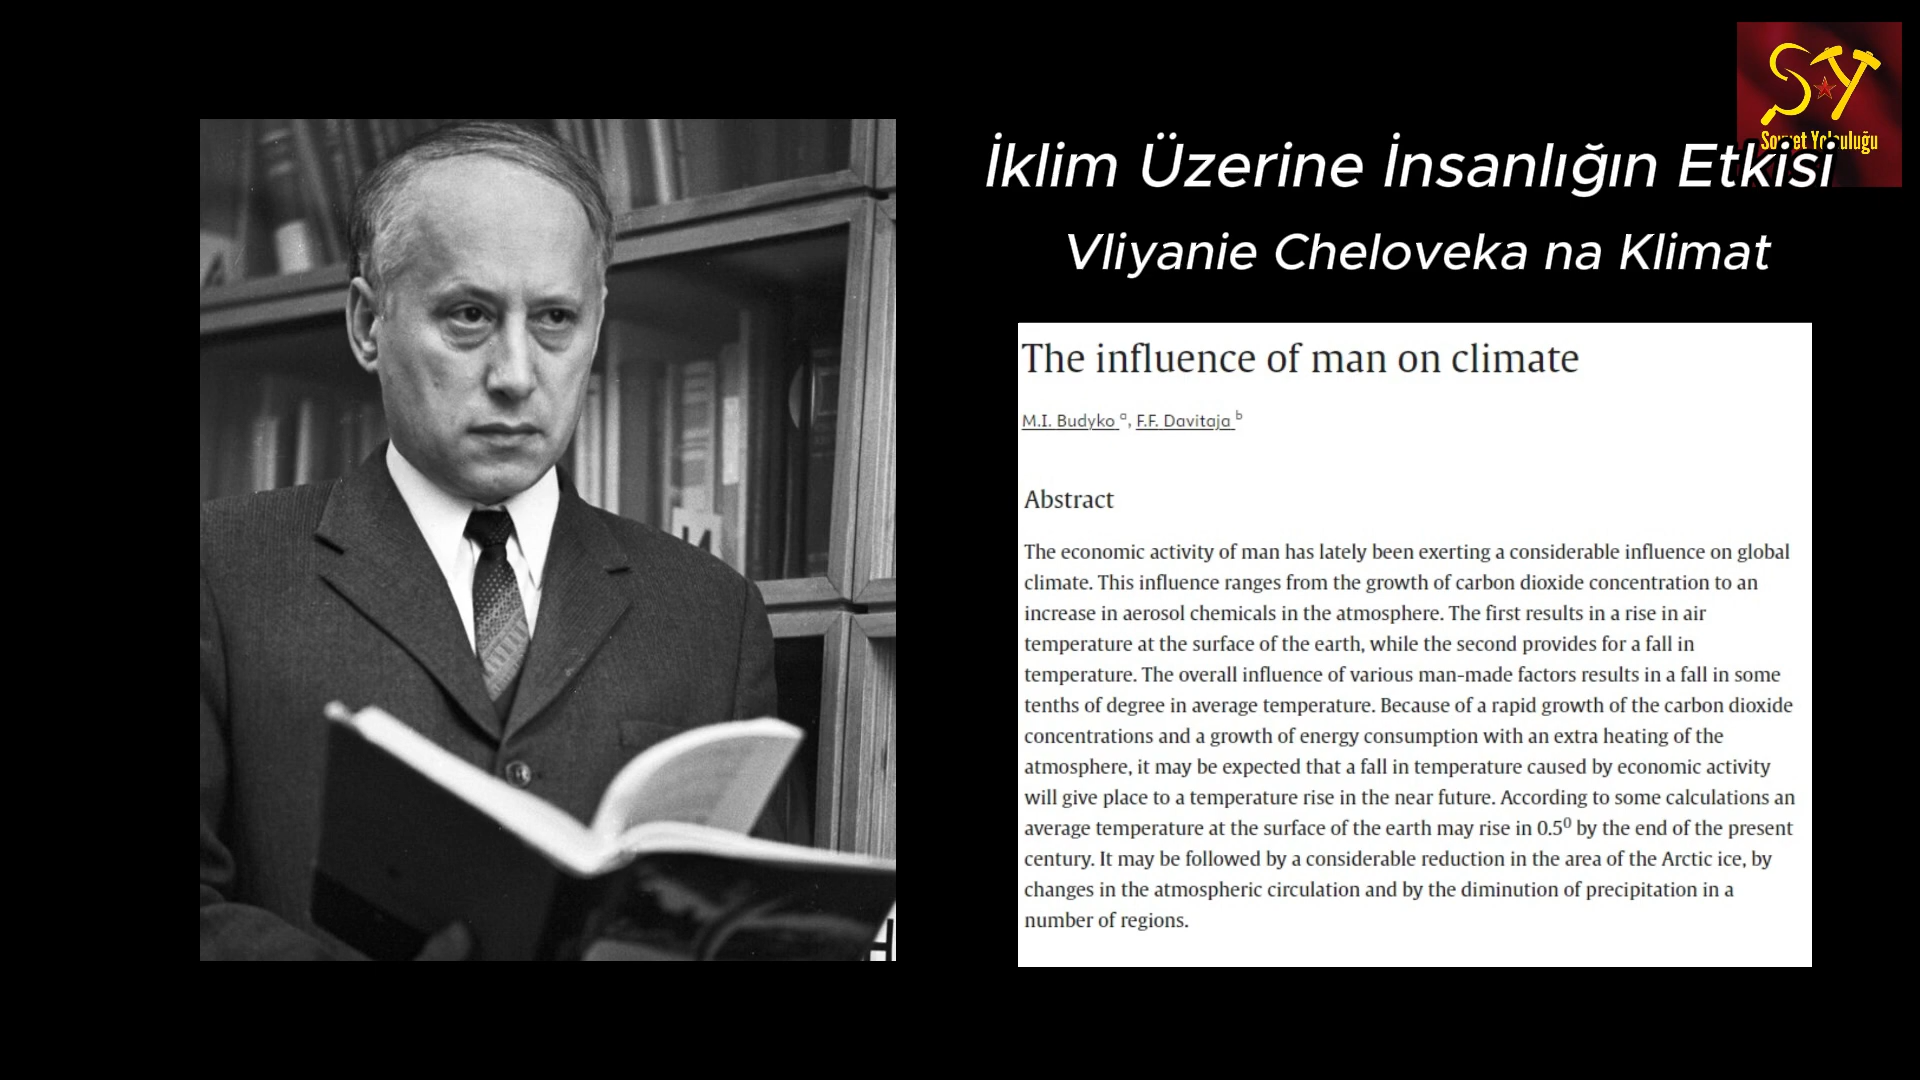 SY
Sovyet Yolculuğu
İklim Üzerine İnsanlığın Etkisi
Vliyanie Cheloveka na Klimat
The influence of man on climate
M.I. Budyko a, F.F. Davitaja b
Abstract
The economic activity of man has lately been exerting a considerable influence on global
climate. This influence ranges from the growth of carbon dioxide concentration to an
increase in aerosol chemicals in the atmosphere. The first results in a rise in air
temperature at the surface of the earth, while the second provides for a fall in
temperature. The overall influence of various man-made factors results in a fall in some
tenths of degree in average temperature. Because of a rapid growth of the carbon dioxide
concentrations and a growth of energy consumption with an extra heating of the
atmosphere, it may be expected that a fall in temperature caused by economic activity
will give place to a temperature rise in the near future. According to some calculations an
average temperature at the surface of the earth may rise in 0.5⁰ by the end of the present
century. It may be followed by a considerable reduction in the area of the Arctic ice, by
changes in the atmospheric circulation and by the diminution of precipitation in a
number of regions.